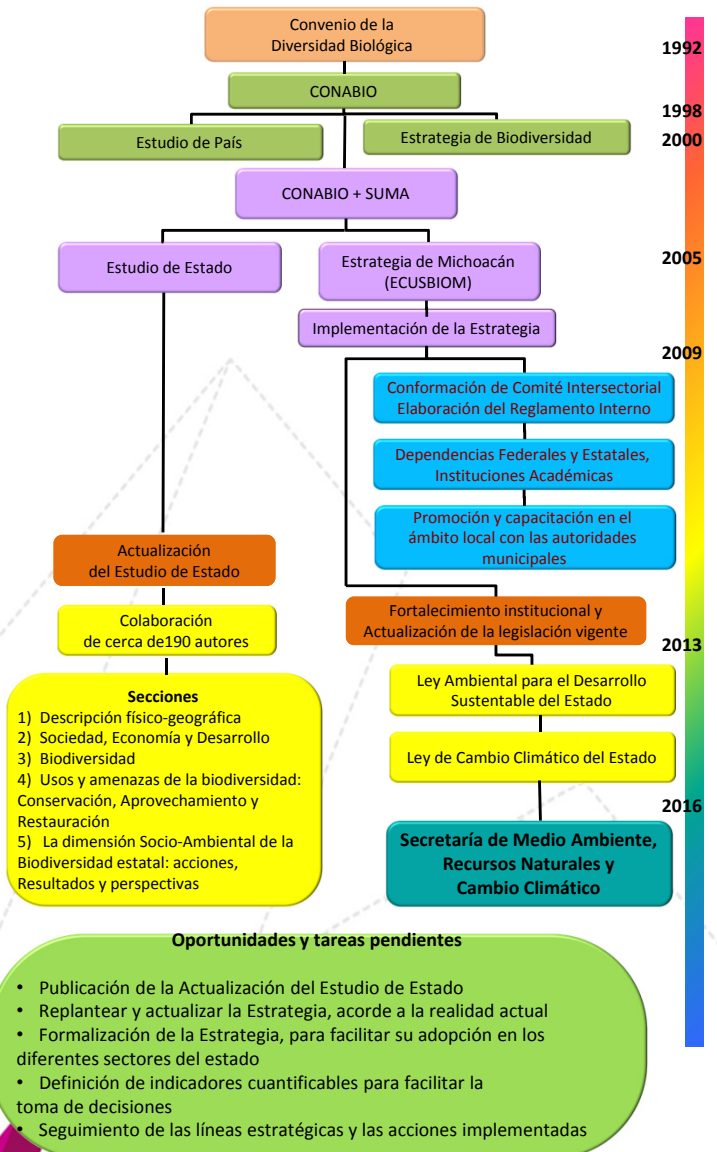 Convenio de la
Diversidad Biológica
1992
CONABIO
1998
Estudio de País
Estrategia de Biodiversidad
2000
CONABIO + SUMA
Estudio de Estado
Estrategia de Michoacán
(ECUSBIOM)
2005
Implementación de la Estrategia
2009
Conformación de Comité Intersectorial
Elaboración del Reglamento Interno
Dependencias Federales y Estatales,
Instituciones Académicas
Promoción y capacitación en el
ámbito local con las autoridades
municipales
Actualización
del Estudio de Estado
Colaboración
de cerca de190 autores
Fortalecimiento institucional y
Actualización de la legislación vigente
2013
Secciones
1) Descripción físico-geográfica
2) Sociedad, Economía y Desarrollo
3) Biodiversidad
4) Usos y amenazas de la biodiversidad:
Conservación, Aprovechamiento y
Restauración
5) La dimensión Socio-Ambiental de la
Biodiversidad estatal: acciones,
Resultados y perspectivas
Ley Ambiental para el Desarrollo
Sustentable del Estado
Ley de Cambio Climático del Estado
2016
Secretaría de Medio Ambiente,
Recursos Naturales y
Cambio Climático
Oportunidades y tareas pendientes
• Publicación de la Actualización del Estudio de Estado
• Replantear y actualizar la Estrategia, acorde a la realidad actual
• Formalización de la Estrategia, para facilitar su adopción en los
diferentes sectores del estado
• Definición de indicadores cuantificables para facilitar la
toma de decisiones
• Seguimiento de las líneas estratégicas y las acciones implementadas